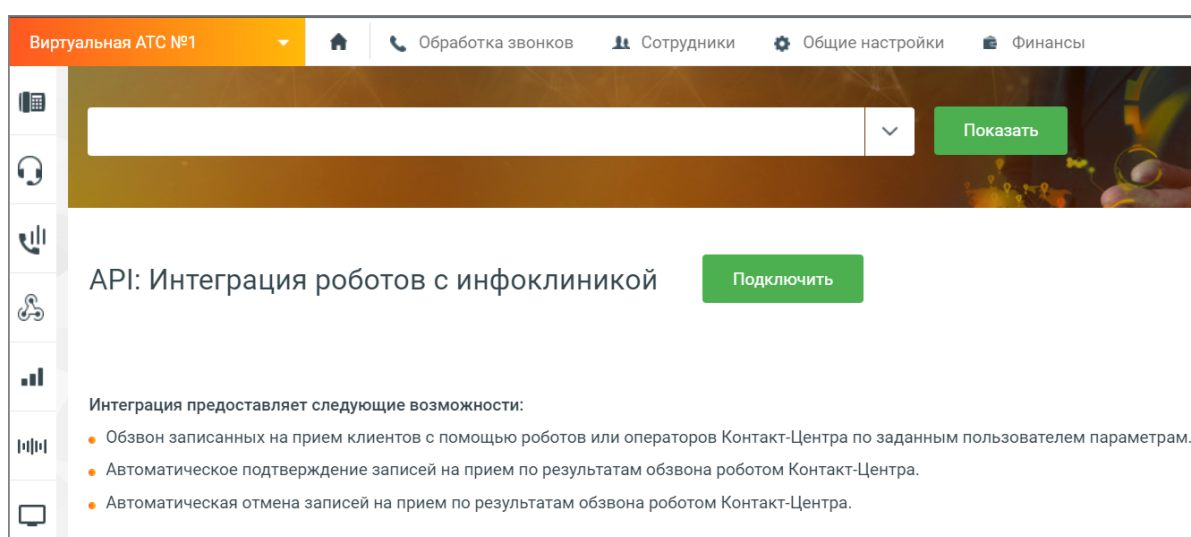 Виртуальная АТС №1
Обработка звонков
Сотрудники
Общие настройки
Финансы
Показать
API: Интеграция роботов с инфоклиникой
Подключить
Интеграция предоставляет следующие возможности:
Обзвон записанных на прием клиентов с помощью роботов или операторов Контакт-Центра по заданным пользователем параметрам.
Автоматическое подтверждение записей на прием по результатам обзвона роботом Контакт-Центра.
Автоматическая отмена записей на прием по результатам обзвона роботом Контакт-Центра.